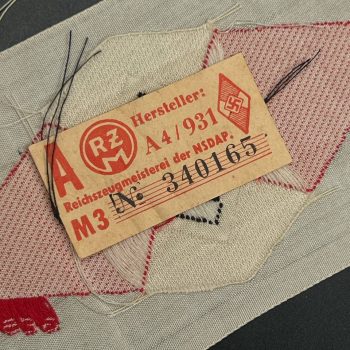 A
RZM
Hersteller:
A4/931
Reichszeugmeisterei der NSDAP.
M3 No. 340165